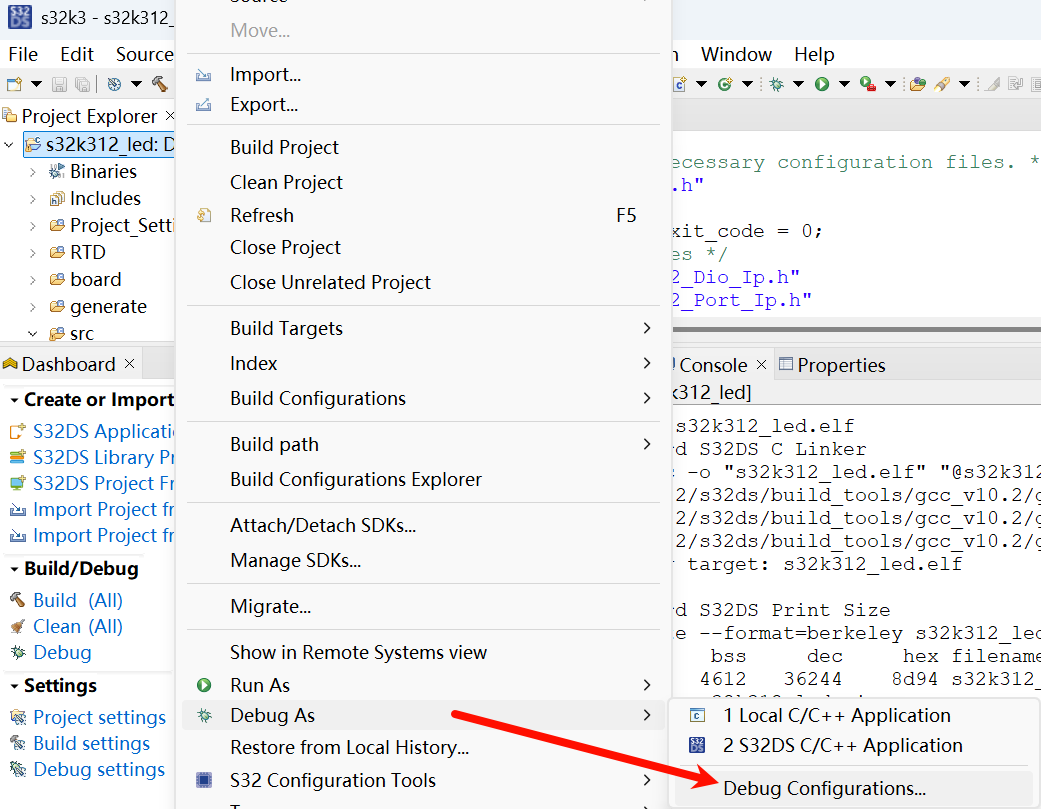 S32DS s32k3 - s32k312_
File Edit Source
Window Help
Project Explorer
s32k312_led: D
Binaries
Includes
Project_Setti
RTD
board
generate
src
Dashboard
Create or Import
S32DS Applicati
S32DS Library Pr
S32DS Project Fr
Import Project fr
Import Project fr
Build/Debug
Build (All)
Clean (All)
Debug
Settings
Project settings
Build settings
Debug settings
Move...
Import...
Export...
Build Project
Clean Project
Refresh F5
Close Project
Close Unrelated Project
Build Targets
Index
Build Configurations
Build path
Build Configurations Explorer
Attach/Detach SDKs...
Manage SDKs...
Migrate...
Show in Remote Systems view
Run As
Debug As
Restore from Local History...
S32 Configuration Tools
1 Local C/C++ Application
2 S32DS C/C++ Application
Debug Configurations...
ecessary configuration files. *
.h"
xit_code = 0;
es */
2_Dio_Ip.h"
2_Port_Ip.h"
Console Properties
k312_led]
s32k312_led.elf
rd S32DS C Linker
c -o "s32k312_led.elf" "@s32k312
2/s32ds/build_tools/gcc_v10.2/g
2/s32ds/build_tools/gcc_v10.2/g
2/s32ds/build_tools/gcc_v10.2/g
target: s32k312_led.elf
rd S32DS Print Size
e --format=berkeley s32k312_led
bss dec hex filename
4612 36244 8d94 s32k312_